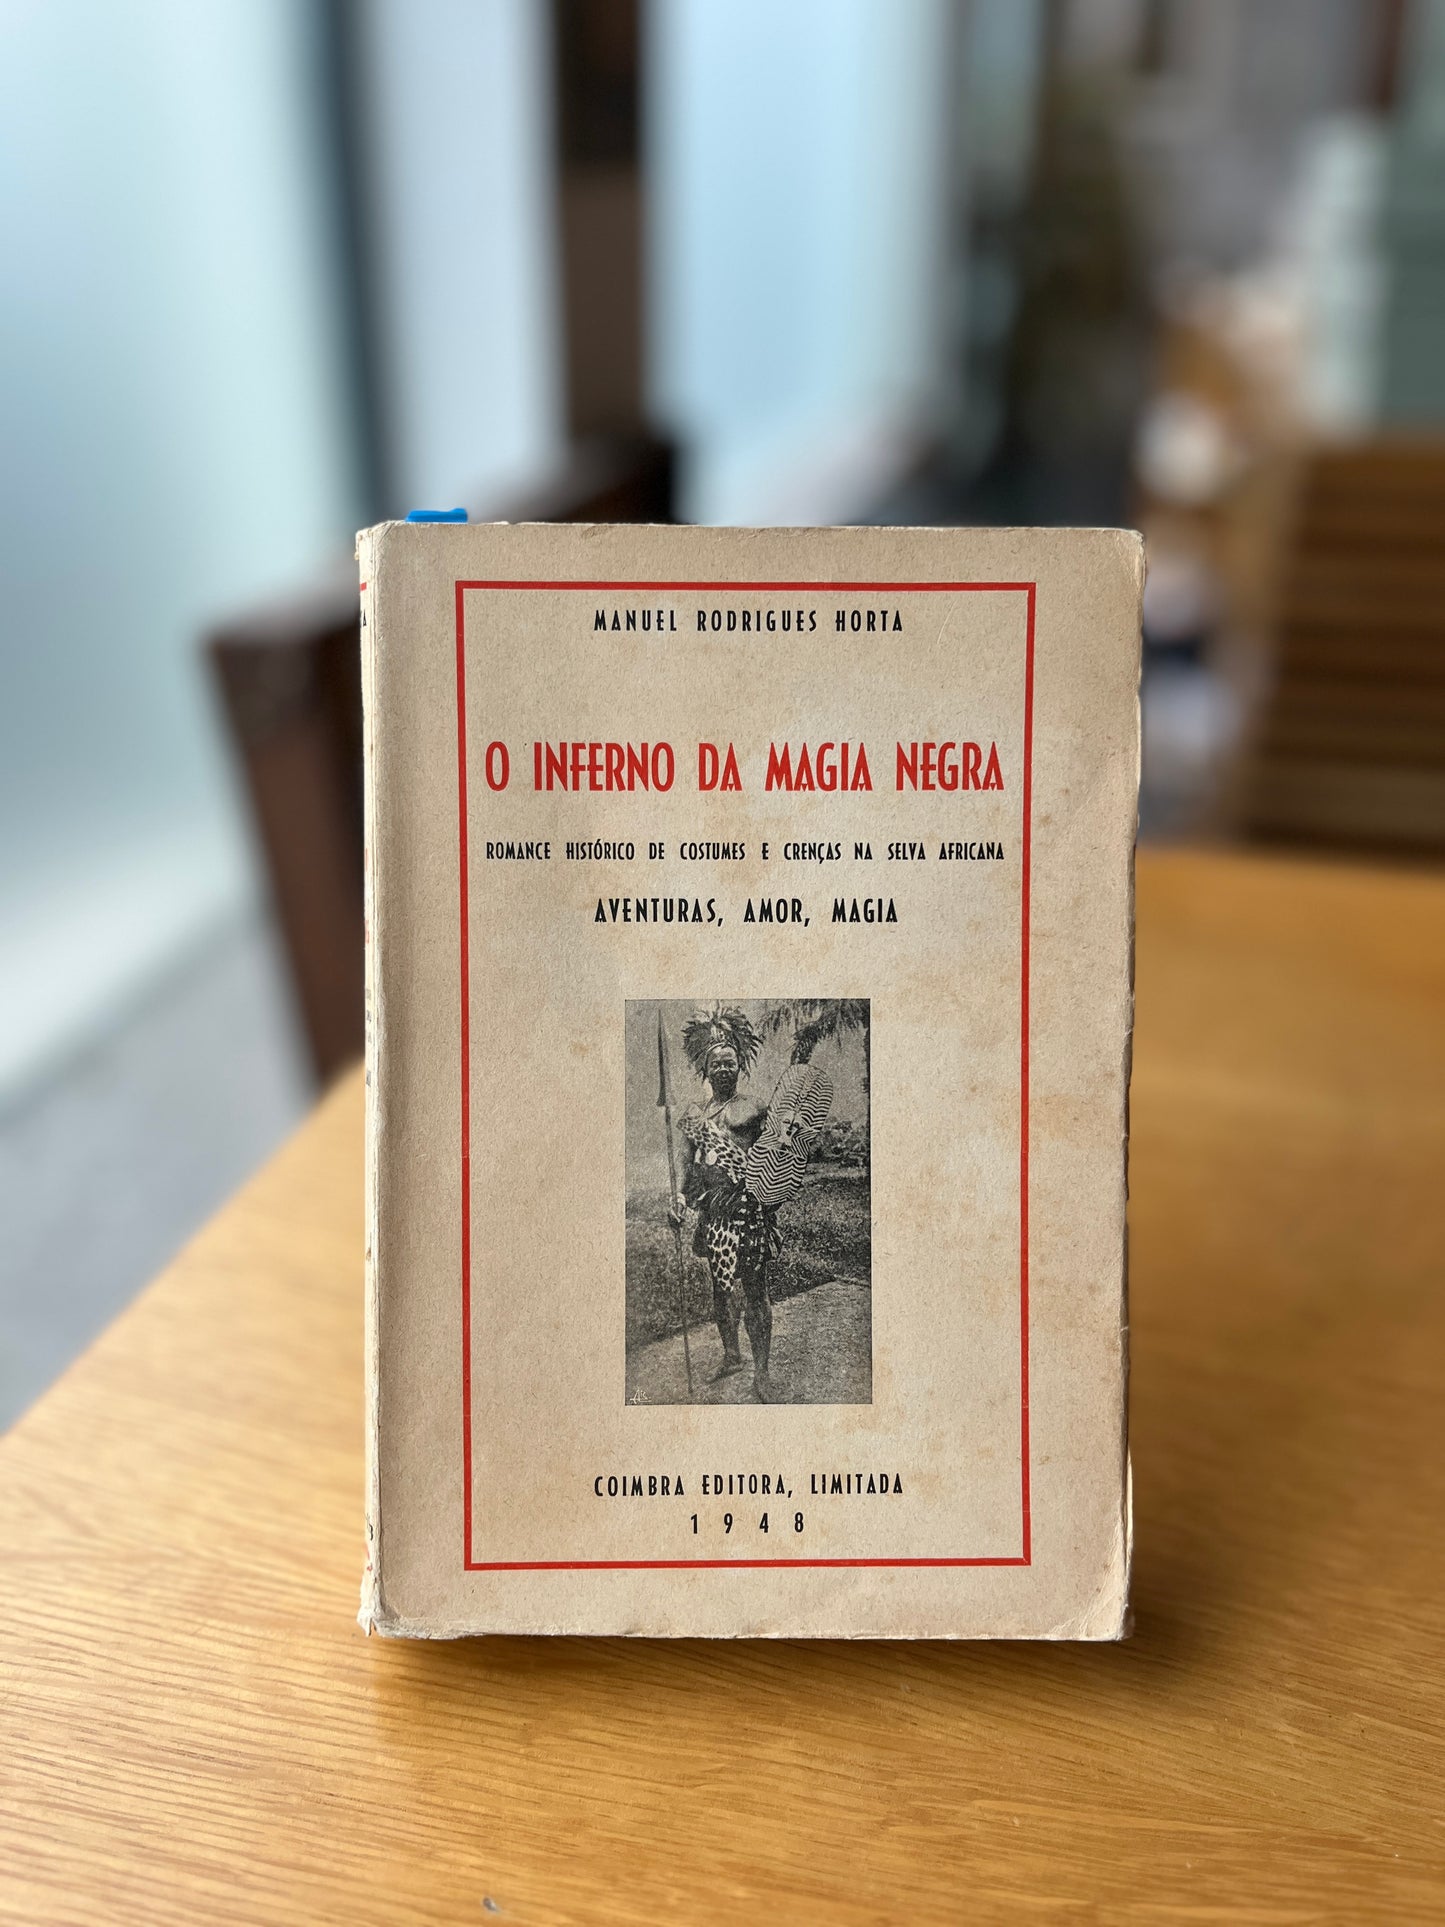 MANUEL RODRIGUES HORTA
O INFERNO DA MAGIA NEGRA
ROMANCE HISTÓRICO DE COSTUMES E CRENÇAS NA SELVA AFRICANA
AVENTURAS, AMOR, MAGIA
COIMBRA EDITORA, LIMITADA
1948